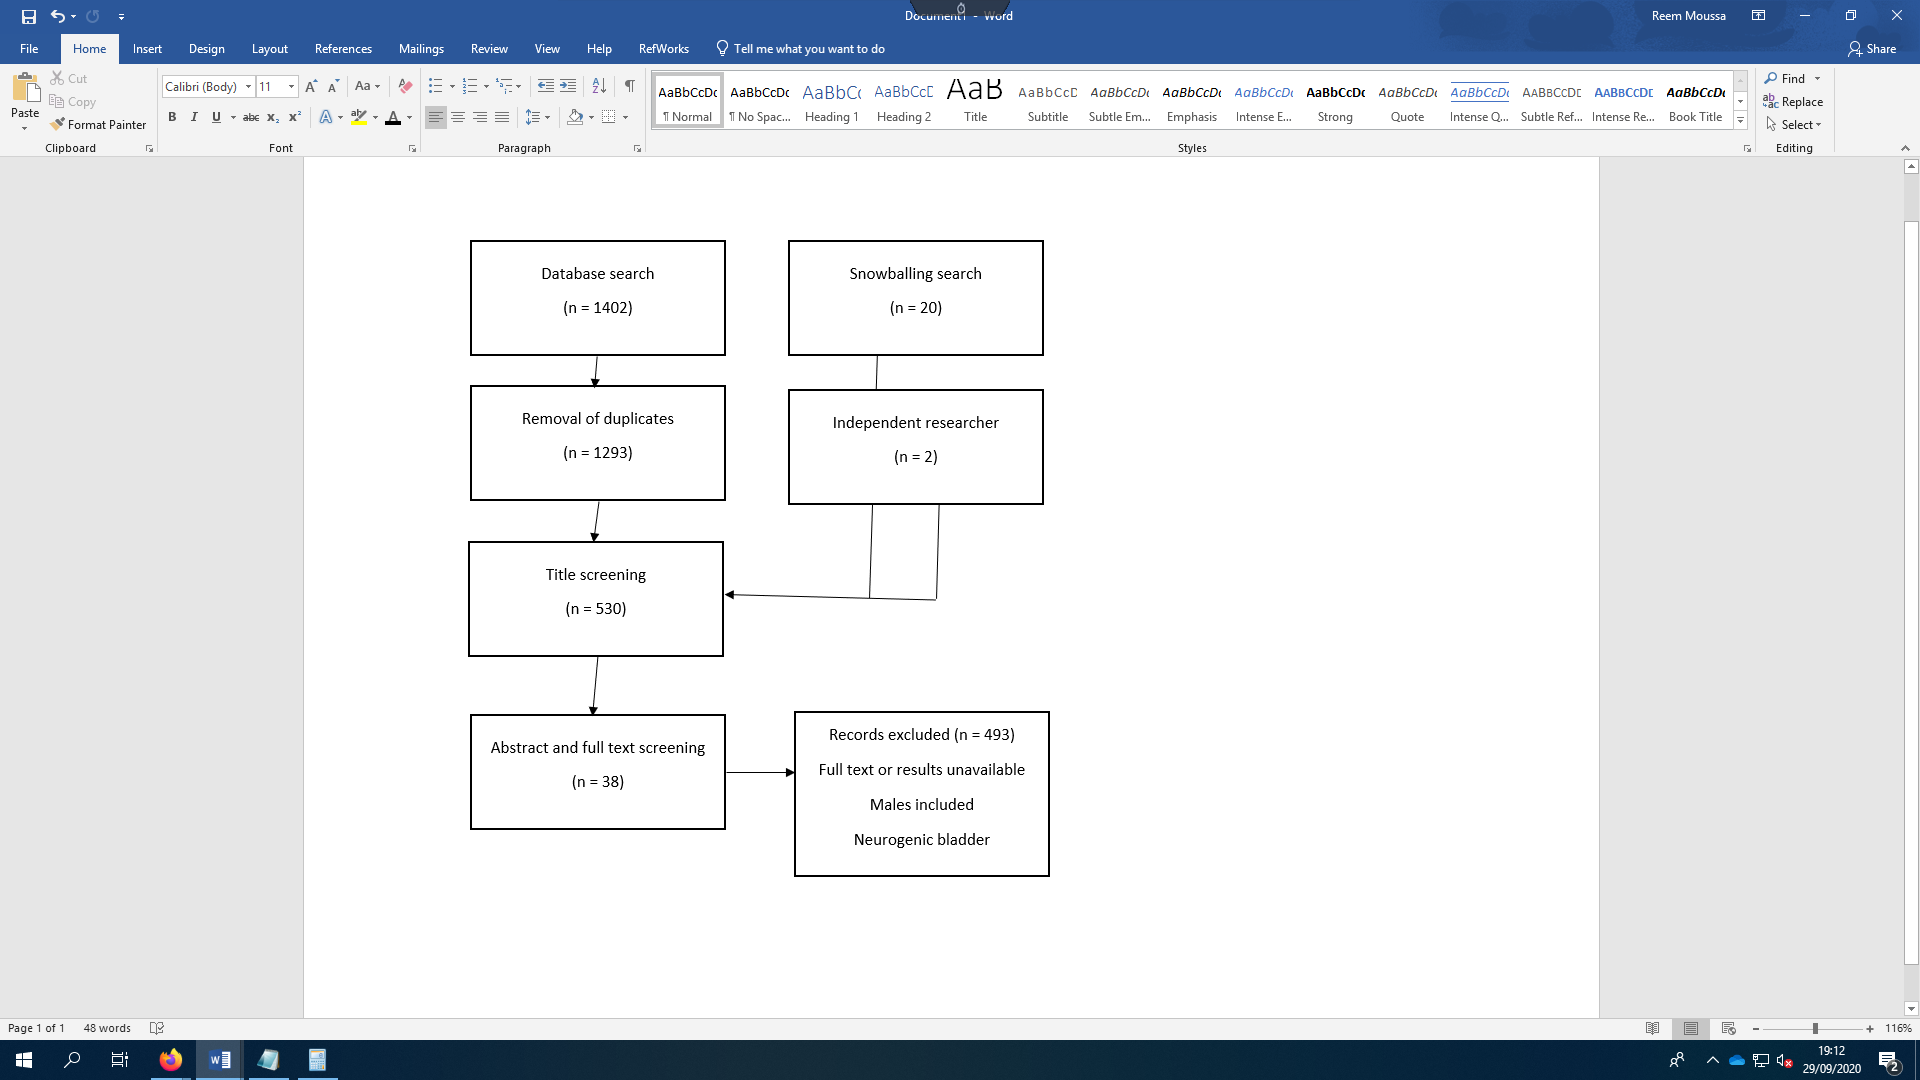 Document1 - Word
Reem Moussa
File Home Insert Design Layout References Mailings Review View Help RefWorks Tell me what you want to do Share
Paste
Cut
Copy
Format Painter
Clipboard
Calibri (Body) 11
Font
Paragraph
AaBbCcDc AaBbCcDc AaBbCc AaBbCcD AaB AaBbCcD AaBbCcDc AaBbCcDc AaBbCcDc AaBbCcDc AaBbCcDc AaBbCcDc AABBCCDD AABBCCDD AaBbCcDc
¶ Normal ¶ No Spac... Heading 1 Heading 2 Title Subtitle Subtle Em... Emphasis Intense E... Strong Quote Intense Q... Subtle Ref... Intense Re... Book Title
Styles
Find
Replace
Select
Editing
Database search
(n = 1402)
Snowballing search
(n = 20)
Removal of duplicates
(n = 1293)
Independent researcher
(n = 2)
Title screening
(n = 530)
Abstract and full text screening
(n = 38)
Records excluded (n = 493)
Full text or results unavailable
Males included
Neurogenic bladder
Page 1 of 1 48 words
116%
19:12
29/09/2020
2